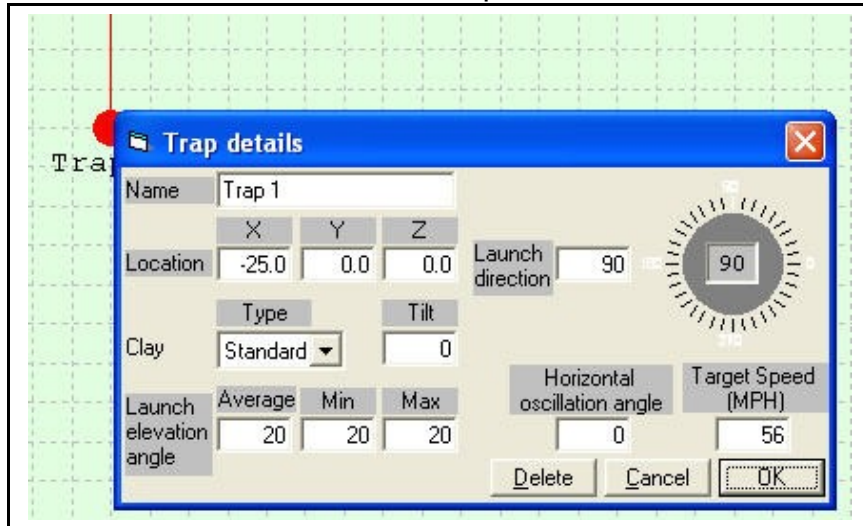 Tra
Trap details
Name Trap 1
X Y Z
Location -25.0 0.0 0.0
Launch direction 90
90
Type Tilt
Clay Standard 0
Launch elevation angle
Average Min Max
20 20 20
Horizontal oscillation angle
0
Target Speed (MPH)
56
Delete Cancel OK